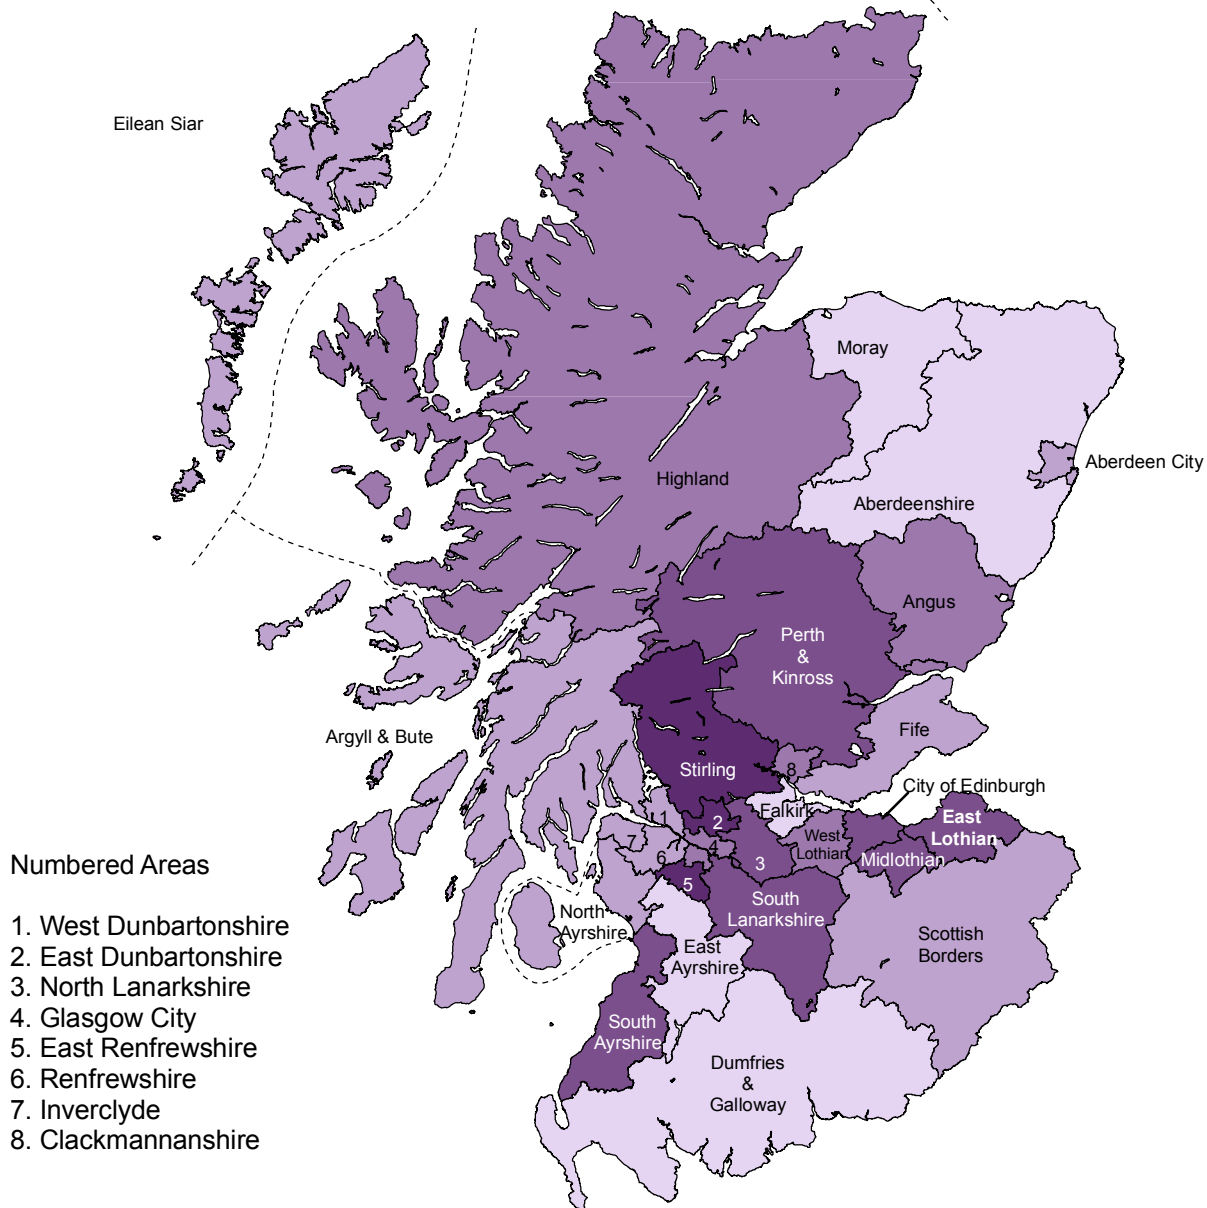 Eilean Siar
Moray
Aberdeen City
Highland
Aberdeenshire
Angus
Perth
&
Kinross
Argyll & Bute
Fife
Stirling
8
City of Edinburgh
Falkirk
East
Lothian
1
2
West
Lothian
7
4
Midlothian
6
3
5
South
Lanarkshire
North
Ayrshire
East
Ayrshire
Scottish
Borders
South
Ayrshire
Dumfries
&
Galloway
Numbered Areas
1. West Dunbartonshire
2. East Dunbartonshire
3. North Lanarkshire
4. Glasgow City
5. East Renfrewshire
6. Renfrewshire
7. Inverclyde
8. Clackmannanshire